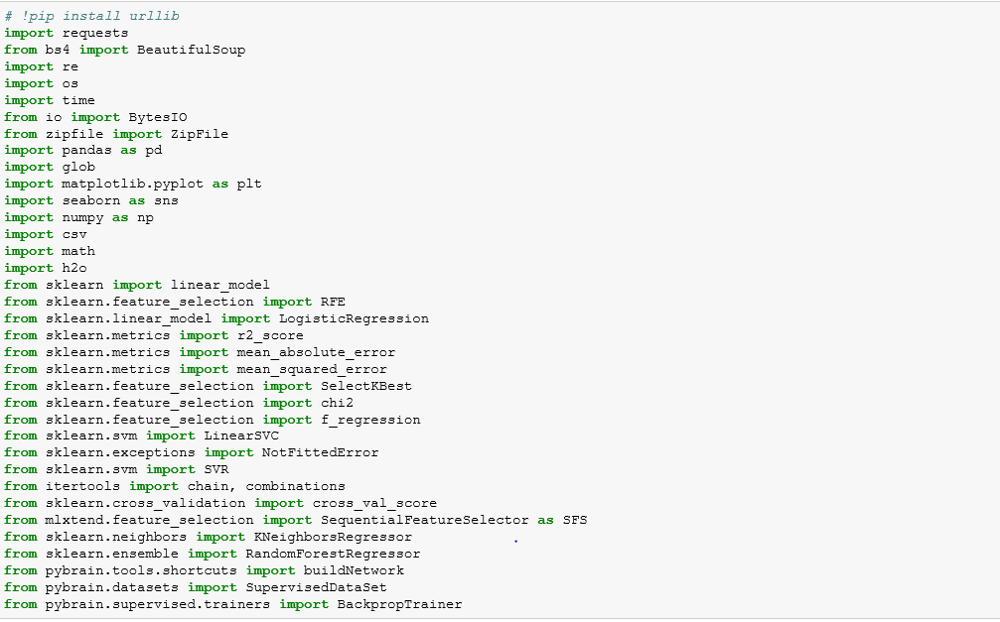 # !pip install urllib
import requests
from bs4 import BeautifulSoup
import re
import os
import time
from io import BytesIO
from zipfile import ZipFile
import pandas as pd
import glob
import matplotlib.pyplot as plt
import seaborn as sns
import numpy as np
import csv
import math
import h2o
from sklearn import linear_model
from sklearn.feature_selection import RFE
from sklearn.linear_model import LogisticRegression
from sklearn.metrics import r2_score
from sklearn.metrics import mean_absolute_error
from sklearn.metrics import mean_squared_error
from sklearn.feature_selection import SelectKBest
from sklearn.feature_selection import chi2
from sklearn.feature_selection import f_regression
from sklearn.svm import LinearSVC
from sklearn.exceptions import NotFittedError
from sklearn.svm import SVR
from itertools import chain, combinations
from sklearn.cross_validation import cross_val_score
from mlxtend.feature_selection import SequentialFeatureSelector as SFS
from sklearn.neighbors import KNeighborsRegressor
from sklearn.ensemble import RandomForestRegressor
from pybrain.tools.shortcuts import buildNetwork
from pybrain.datasets import SupervisedDataSet
from pybrain.supervised.trainers import BackpropTrainer